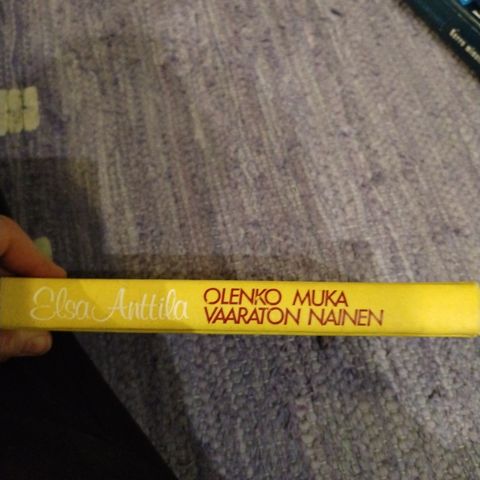 Elsa Anttila
OLENKO MUKA
VAARATON NAINEN